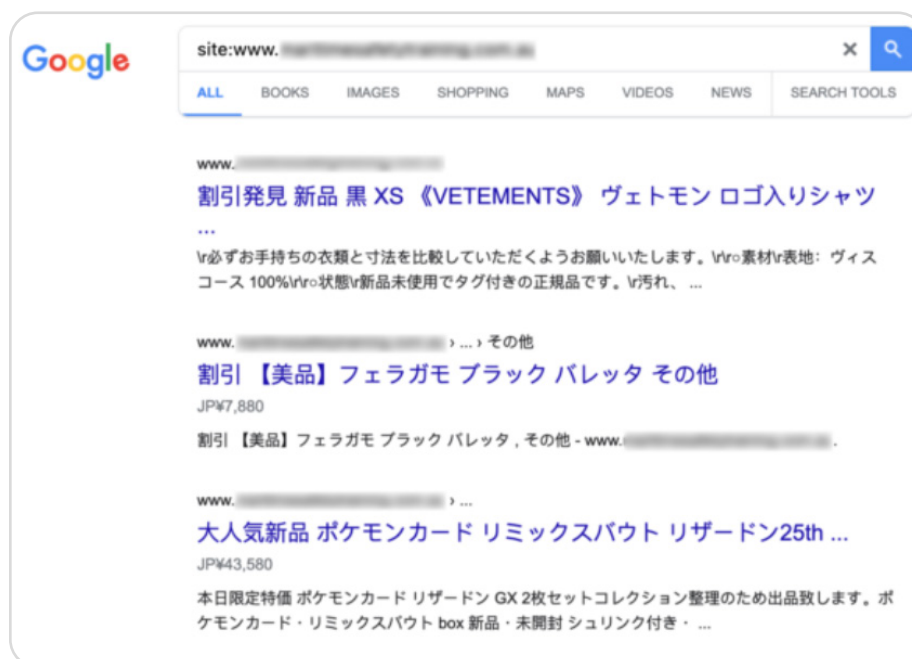 Google
site:www.
ALL BOOKS IMAGES SHOPPING MAPS VIDEOS NEWS SEARCH TOOLS
www.
割引発見 新品 黒 XS 《VETEMENTS》 ヴェトモン ロゴ入りシャツ
...
\r必ずお手持ちの衣類と寸法を比較していただくようお願いいたします。\r\r○素材\r表地：ヴィス
コース 100%\r\r○状態\r新品未使用でタグ付きの正規品です。\r汚れ、 ...
www. › ... › その他
割引 【美品】フェラガモ ブラック バレッタ その他
JP¥7,880
割引 【美品】フェラガモ ブラック バレッタ , その他 - www. .
www. › ...
大人気新品 ポケモンカード リミックスバウト リザードン25th ...
JP¥43,580
本日限定特価 ポケモンカード リザードン GX 2枚セットコレクション整理のため出品致します。ポ
ケモンカード・リミックスバウト box 新品・未開封 シュリンク付き・ ...